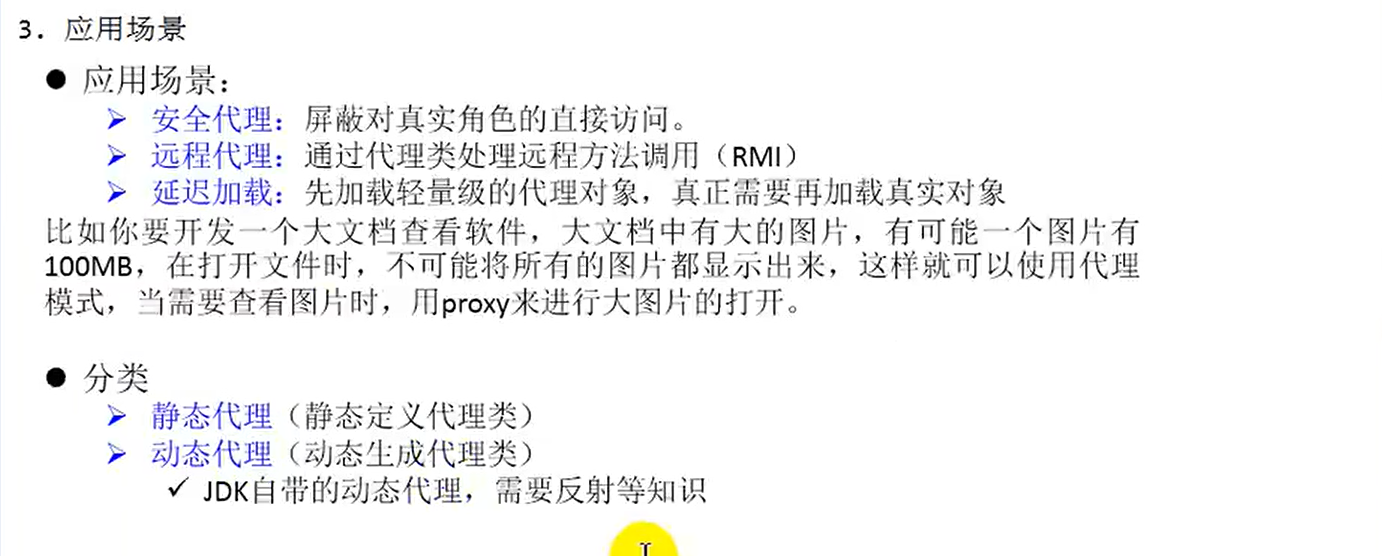 3. 应用场景
● 应用场景：
➢ 安全代理：屏蔽对真实角色的直接访问。
➢ 远程代理：通过代理类处理远程方法调用（RMI）
➢ 延迟加载：先加载轻量级的代理对象，真正需要再加载真实对象
比如你要开发一个大文档查看软件，大文档中有大的图片，有可能一个图片有
100MB，在打开文件时，不可能将所有的图片都显示出来，这样就可以使用代理
模式，当需要查看图片时，用proxy来进行大图片的打开。
● 分类
➢ 静态代理（静态定义代理类）
➢ 动态代理（动态生成代理类）
✓ JDK自带的动态代理，需要反射等知识